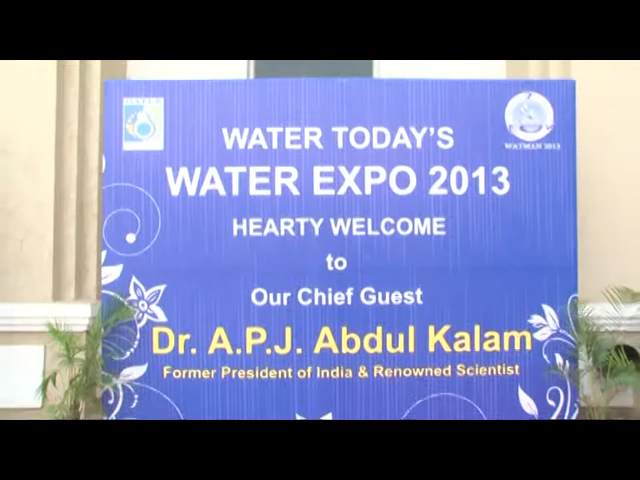 WATER TODAY'S
WATER EXPO 2013
WATMAN 2013
HEARTY WELCOME
to
Our Chief Guest
Dr. A.P.J. Abdul Kalam
Former President of India & Renowned Scientist